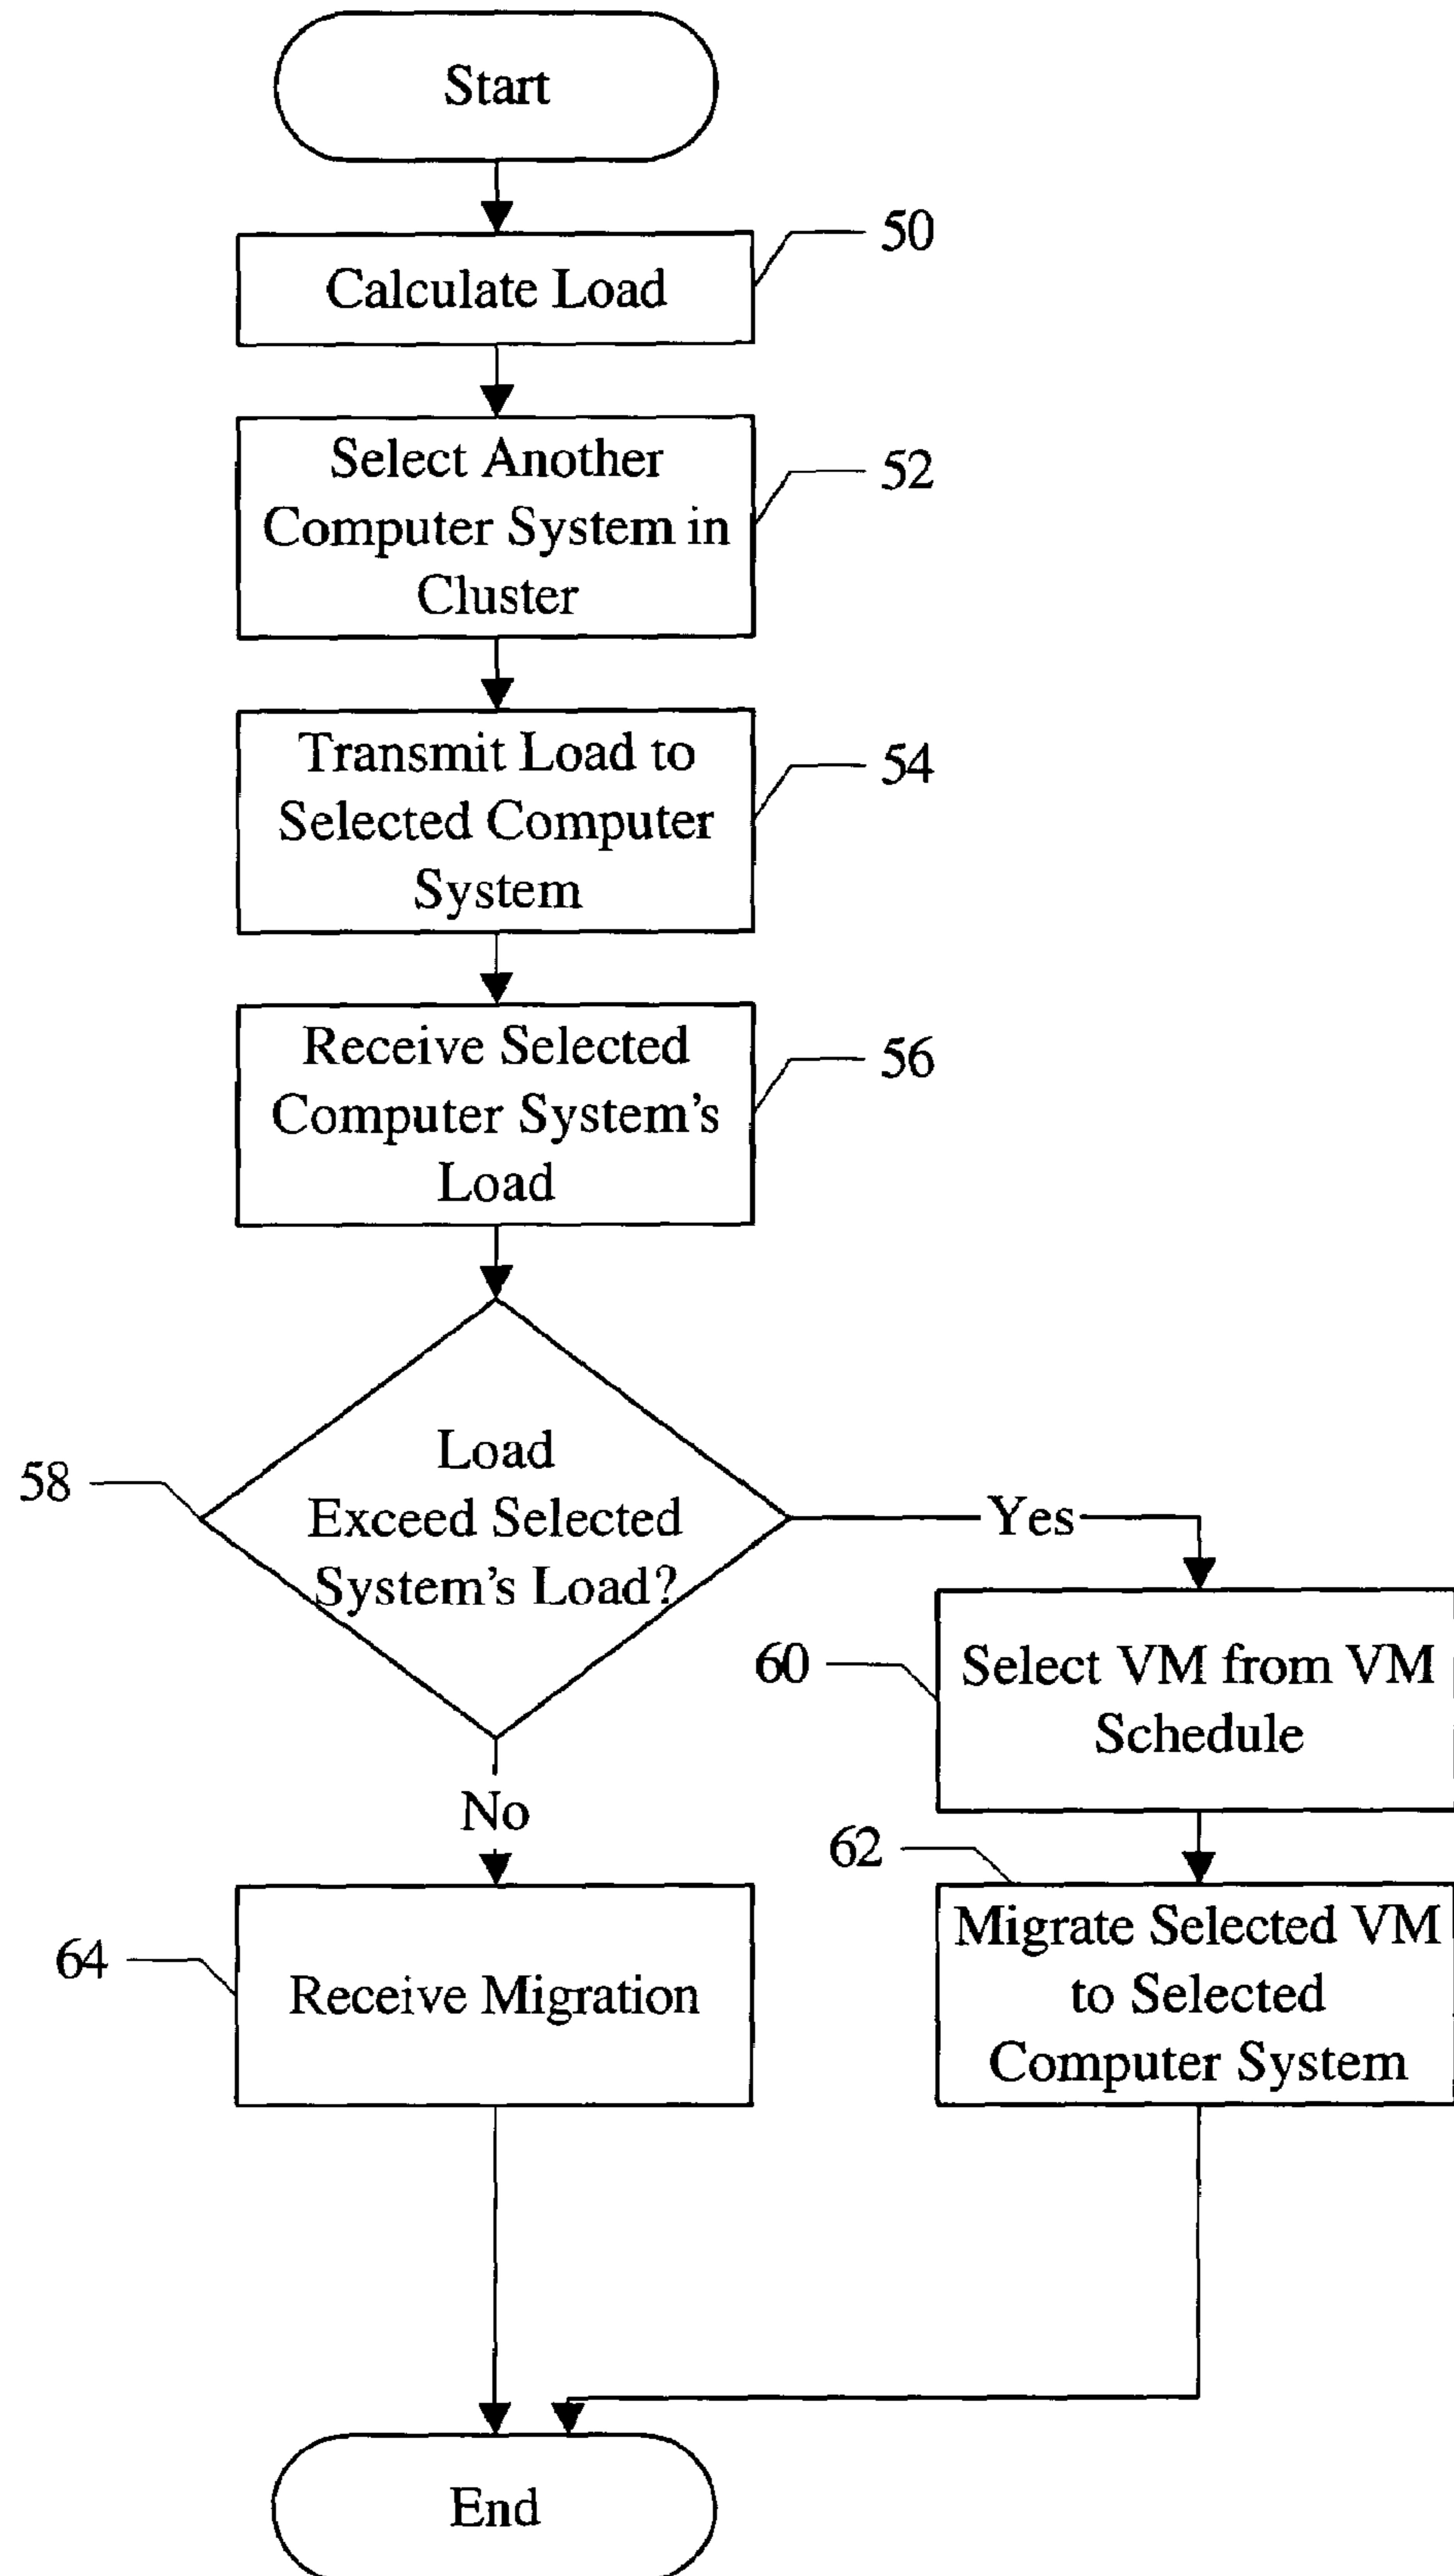 Start
50
Calculate Load
Select Another
52
Computer System in
Cluster
Transmit Load to
54
Selected Computer
System
Receive Selected
56
Computer System's
Load
Load
58
Exceed Selected
Yes
System's Load?
60
Select VM from VM
Schedule
No
62
Migrate Selected VM
64
Receive Migration
to Selected
Computer System
End